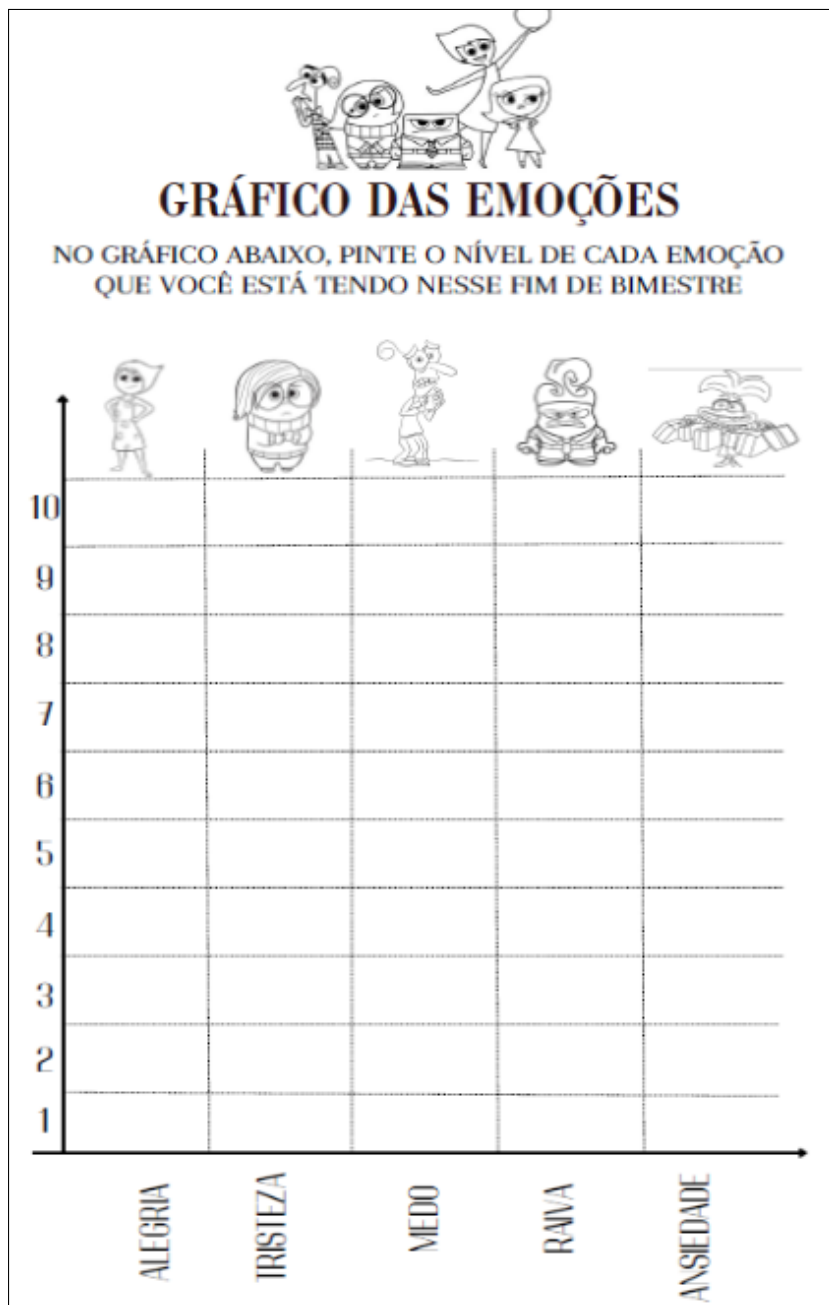 GRÁFICO DAS EMOÇÕES
NO GRÁFICO ABAIXO, PINTE O NÍVEL DE CADA EMOÇÃO
QUE VOCÊ ESTÁ TENDO NESSE FIM DE BIMESTRE
10
9
8
7
6
5
4
3
2
1
ALEGRIA
TRISTEZA
MEDO
RAIVA
ANSIEDADE